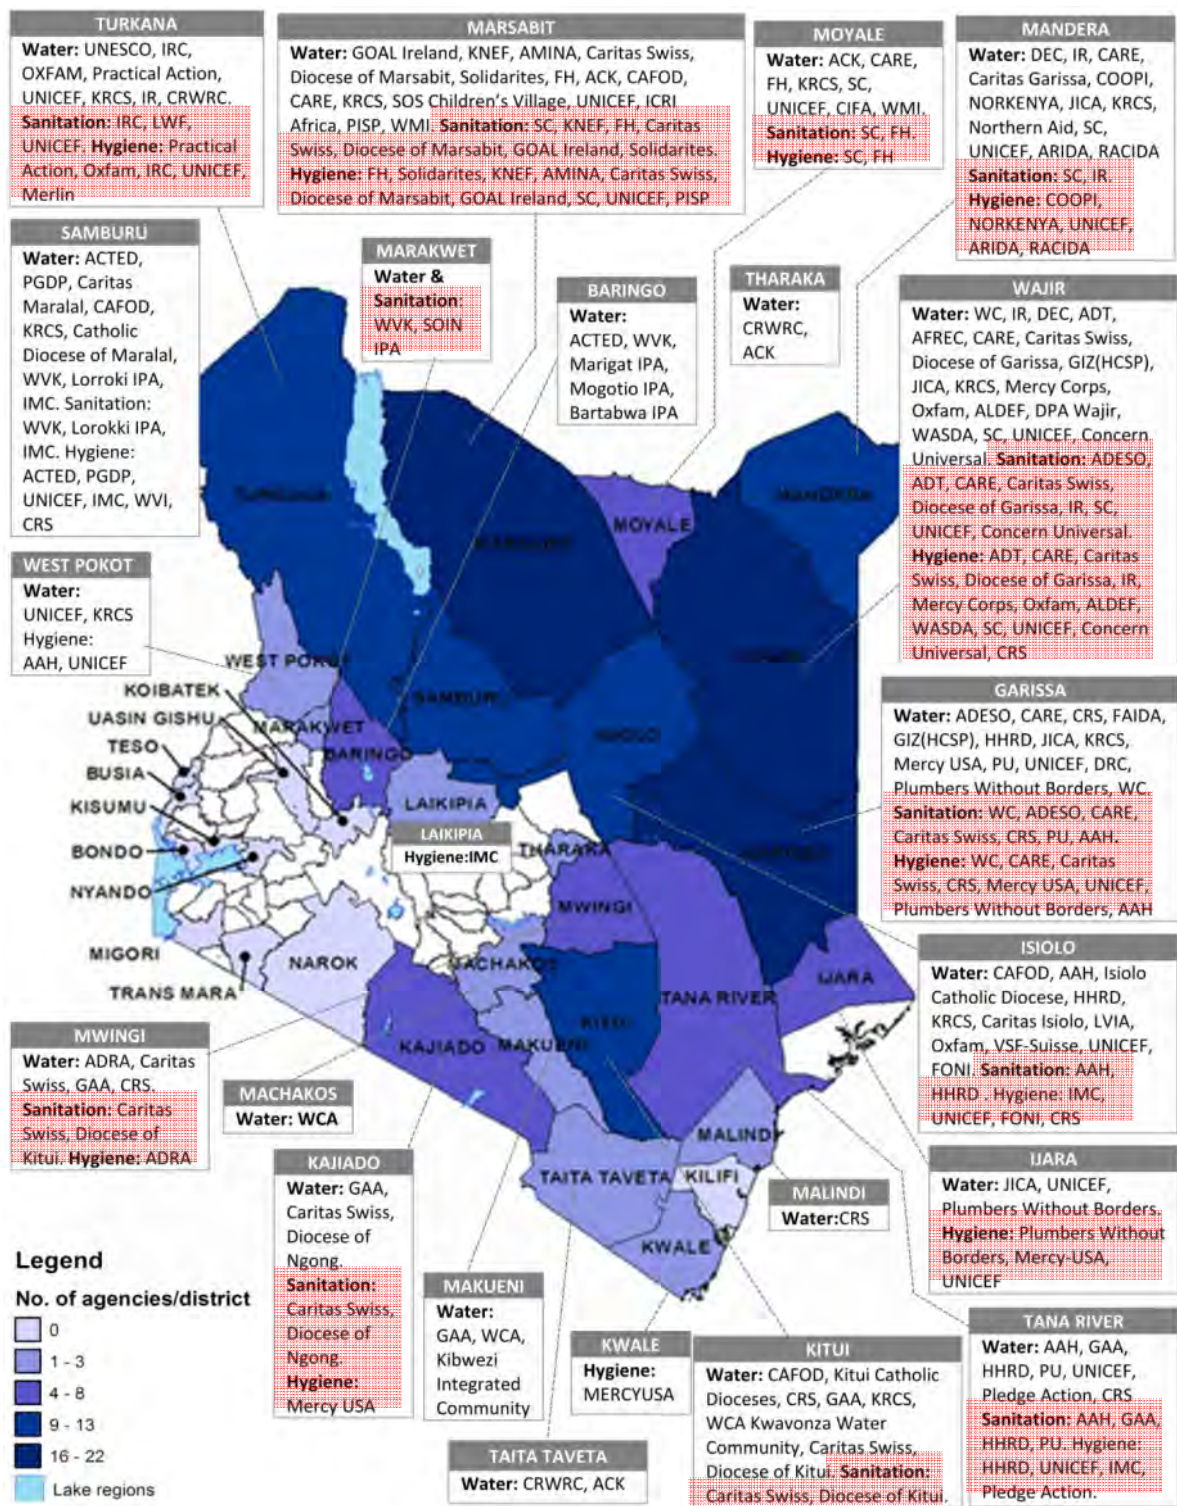 TURKANA
Water: UNESCO, IRC,
OXFAM, Practical Action,
UNICEF, KRCS, IR, CRWRC.
Sanitation: IRC, LWF,
UNICEF. Hygiene: Practical
Action, Oxfam, IRC, UNICEF,
Merlin
MARSABIT
Water: GOAL Ireland, KNEF, AMINA, Caritas Swiss,
Diocese of Marsabit, Solidarites, FH, ACK, CAFOD,
CARE, KRCS, SOS Children's Village, UNICEF, ICRI
Africa, PISP, WMI. Sanitation: SC, KNEF, FH, Caritas
Swiss, Diocese of Marsabit, GOAL Ireland, Solidarites.
Hygiene: FH, Solidarites, KNEF, AMINA, Caritas Swiss,
Diocese of Marsabit, GOAL Ireland, SC, UNICEF, PISP
MOYALE
Water: ACK, CARE,
FH, KRCS, SC,
UNICEF, CIFA, WMI.
Sanitation: SC, FH.
Hygiene: SC, FH
MANDERA
Water: DEC, IR, CARE,
Caritas Garissa, COOPI,
NORKENYA, JICA, KRCS,
Northern Aid, SC,
UNICEF, ARIDA, RACIDA
Sanitation: SC, IR.
Hygiene: COOPI,
NORKENYA, UNICEF,
ARIDA, RACIDA
SAMBURU
Water: ACTED,
PGDP, Caritas
Maralal, CAFOD,
KRCS, Catholic
Diocese of Maralal,
WVK, Lorroki IPA,
IMC. Sanitation:
WVK, Lorokki IPA,
IMC. Hygiene:
ACTED, PGDP,
UNICEF, IMC, WVI,
CRS
MARAKWET
Water &
Sanitation:
WVK, SOIN
IPA
BARINGO
Water:
ACTED, WVK,
Marigat IPA,
Mogotio IPA,
Bartabwa IPA
THARAKA
Water:
CRWRC,
ACK
WAJIR
Water: WC, IR, DEC, ADT,
AFREC, CARE, Caritas Swiss,
Diocese of Garissa, GIZ(HCSP),
JICA, KRCS, Mercy Corps,
Oxfam, ALDEF, DPA Wajir,
WASDA, SC, UNICEF, Concern
Universal. Sanitation: ADESO,
ADT, CARE, Caritas Swiss,
Diocese of Garissa, IR, SC,
UNICEF, Concern Universal.
Hygiene: ADT, CARE, Caritas
Swiss, Diocese of Garissa, IR,
Mercy Corps, Oxfam, ALDEF,
WASDA, SC, UNICEF, Concern
Universal, CRS
WEST POKOT
Water:
UNICEF, KRCS
Hygiene:
AAH, UNICEF
GARISSA
Water: ADESO, CARE, CRS, FAIDA,
GIZ(HCSP), HHRD, JICA, KRCS,
Mercy USA, PU, UNICEF, DRC,
Plumbers Without Borders, WC.
Sanitation: WC, ADESO, CARE,
Caritas Swiss, CRS, PU, AAH.
Hygiene: WC, CARE, Caritas
Swiss, CRS, Mercy USA, UNICEF,
Plumbers Without Borders, AAH
TURKANA
MARSABIT
MOYALE
MANDERA
WEST POKOT
SAMBURU
ISIOLO
KOIBATEK
UASIN GISHU
MARAKWET
TESO
BARINGO
BUSIA
KISUMU
LAIKIPIA
LAIKIPIA
Hygiene:IMC
BONDO
THARAKA
GARISSA
NYANDO
MWINGI
MIGORI
NAROK
MACHAKOS
TRANS MARA
TANA RIVER
IJARA
KITUI
KAJIADO
MAKUENI
MALINDI
TAITA TAVETA
KILIFI
KWALE
ISIOLO
Water: CAFOD, AAH, Isiolo
Catholic Diocese, HHRD,
KRCS, Caritas Isiolo, LVIA,
Oxfam, VSF-Suisse, UNICEF,
FONI. Sanitation: AAH,
HHRD . Hygiene: IMC,
UNICEF, FONI, CRS
MWINGI
Water: ADRA, Caritas
Swiss, GAA, CRS.
Sanitation: Caritas
Swiss, Diocese of
Kitui. Hygiene: ADRA
MACHAKOS
Water: WCA
KAJIADO
Water: GAA,
Caritas Swiss,
Diocese of
Ngong.
Sanitation:
Caritas Swiss,
Diocese of
Ngong.
Hygiene:
Mercy USA
MALINDI
Water:CRS
IJARA
Water: JICA, UNICEF,
Plumbers Without Borders.
Hygiene: Plumbers Without
Borders, Mercy-USA,
UNICEF
MAKUENI
Water:
GAA, WCA,
Kibwezi
Integrated
Community
KWALE
Hygiene:
MERCYUSA
KITUI
Water: CAFOD, Kitui Catholic
Dioceses, CRS, GAA, KRCS,
WCA Kwavonza Water
Community, Caritas Swiss,
Diocese of Kitui. Sanitation:
Caritas Swiss, Diocese of Kitui.
TANA RIVER
Water: AAH, GAA,
HHRD, PU, UNICEF,
Pledge Action, CRS
Sanitation: AAH, GAA,
HHRD, PU. Hygiene:
HHRD, UNICEF, IMC,
Pledge Action.
TAITA TAVETA
Water: CRWRC, ACK
Legend
No. of agencies/district
0
1 - 3
4 - 8
9 - 13
16 - 22
Lake regions